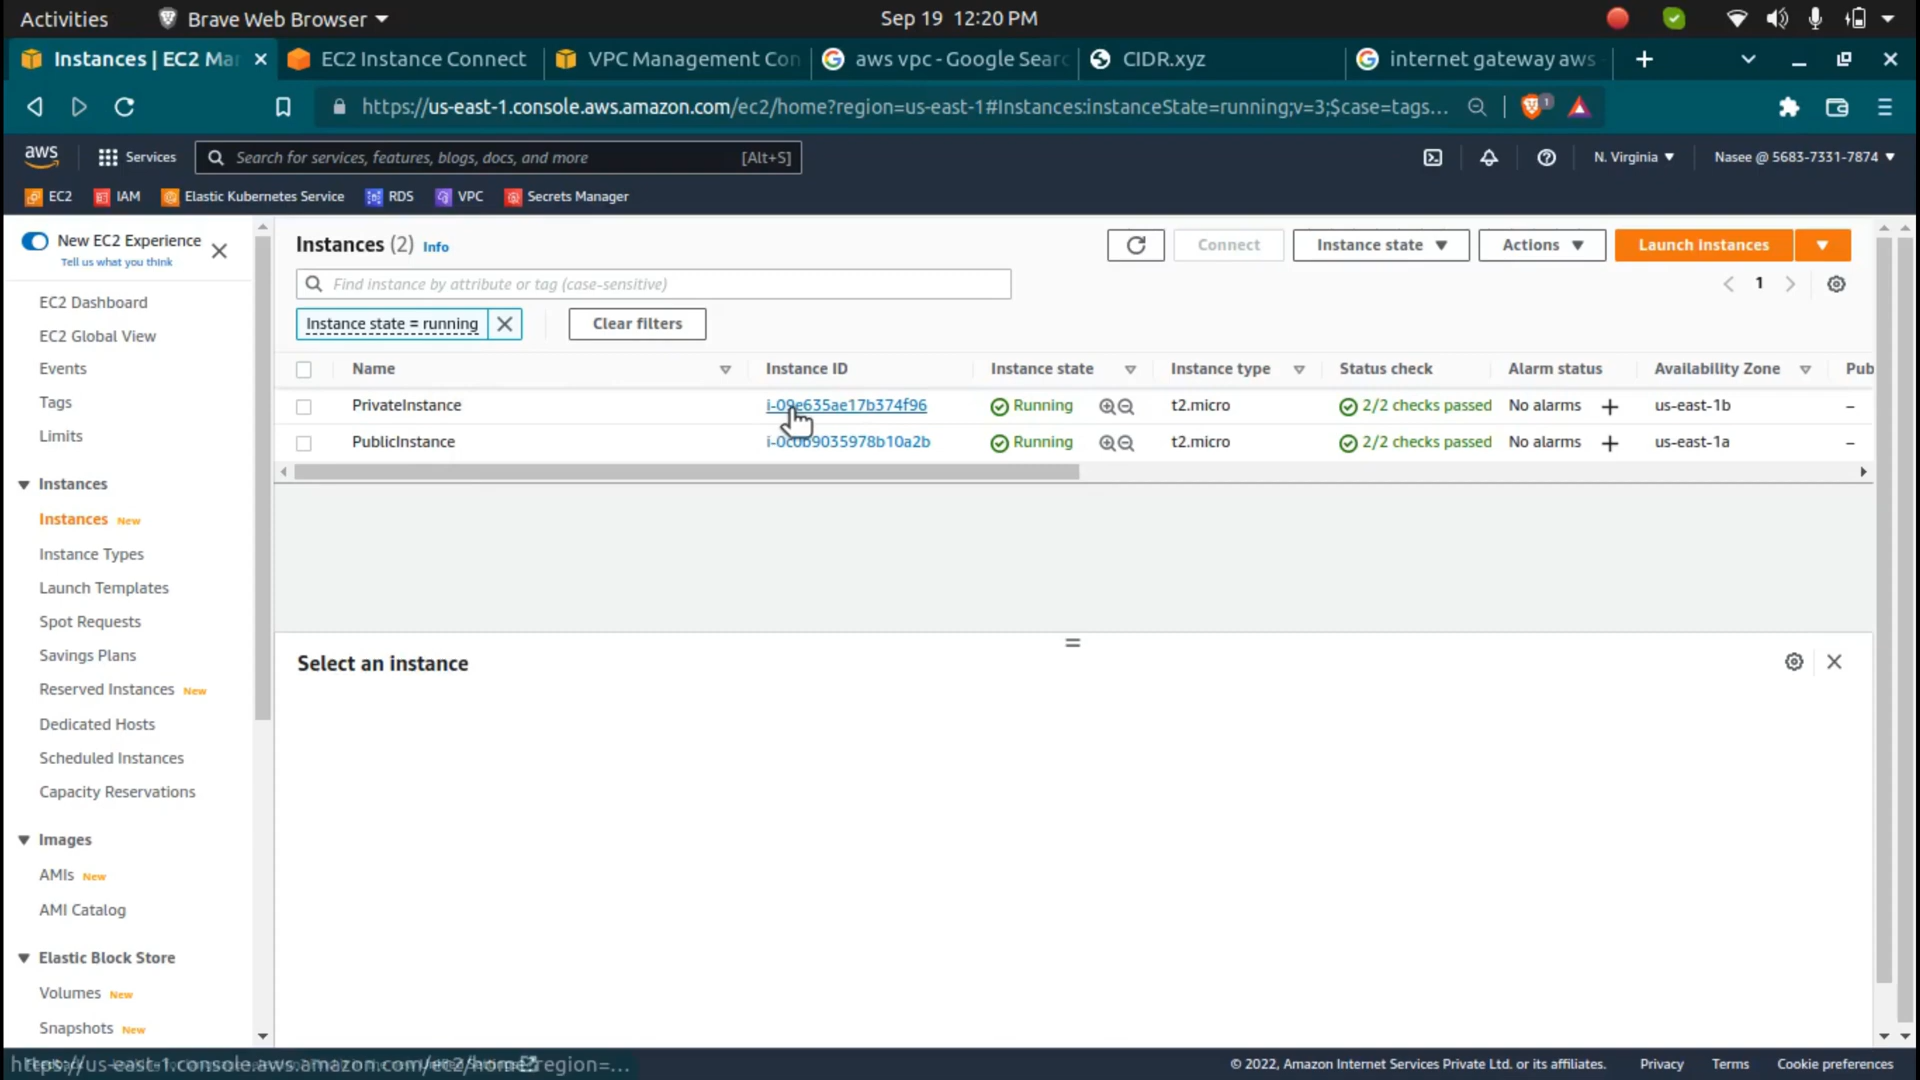 Activities
Brave Web Browser
Sep 19 12:20 PM
Instances | EC2 Mar
EC2 Instance Connect
VPC Management Con
aws vpc - Google Searc
CIDR.xyz
internet gateway aws
https://us-east-1.console.aws.amazon.com/ec2/home?region=us-east-1#Instances:instanceState=running;v=3;$case=tags...
1
aws
Services
Search for services, features, blogs, docs, and more
[Alt+S]
N. Virginia
Nasee @ 5683-7331-7874
EC2
IAM
Elastic Kubernetes Service
RDS
VPC
Secrets Manager
New EC2 Experience
Tell us what you think
EC2 Dashboard
EC2 Global View
Events
Tags
Limits
Instances
Instances New
Instance Types
Launch Templates
Spot Requests
Savings Plans
Reserved Instances New
Dedicated Hosts
Scheduled Instances
Capacity Reservations
Images
AMIs New
AMI Catalog
Elastic Block Store
Volumes New
Snapshots New
Instances (2) Info
Connect
Instance state
Actions
Launch Instances
Find instance by attribute or tag (case-sensitive)
1
Instance state = running
Clear filters
Name Instance ID Instance state Instance type Status check Alarm status Availability Zone Pub
PrivateInstance i-09e635ae17b374f96 Running t2.micro 2/2 checks passed No alarms + us-east-1b –
PublicInstance i-0c0b9035978b10a2b Running t2.micro 2/2 checks passed No alarms + us-east-1a –
Select an instance
https://us-east-1.console.aws.amazon.com/ec2/home?region=...
© 2022, Amazon Internet Services Private Ltd. or its affiliates.
Privacy
Terms
Cookie preferences